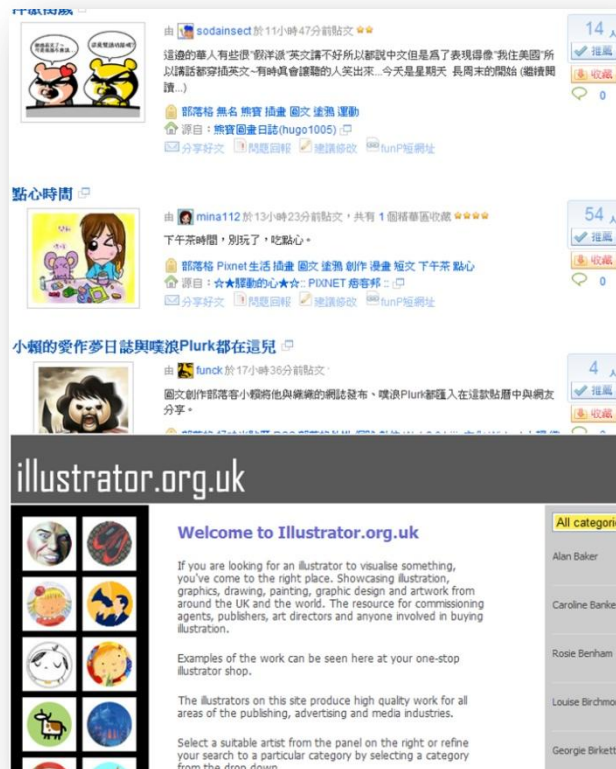 由 sodainsect 於11小時47分前貼文
這邊的華人有些很"假洋派"英文講不好所以都說中文但是為了表現得像"我住美國"所
以講話都穿插英文~有時真會讓聽的人笑出來...今天是星期天 長周末的開始 (繼續閱
讀...)
部落格 無名 熊寶 插畫 圖文 塗鴉 運動
源自：熊寶圖畫日誌(hugo1005)
分享好文 問題回報 建議修改 funP短網址
14 人
推薦
收藏
0
點心時間
由 mina112 於13小時23分前貼文，共有 1 個精華區收藏
下午茶時間，別玩了，吃點心。
部落格 Pixnet 生活 插畫 圖文 塗鴉 創作 漫畫 短文 下午茶 點心
源自：☆★騷動的心★☆:: PIXNET 痞客邦 ::
分享好文 問題回報 建議修改 funP短網址
54 人
推薦
收藏
0
小賴的愛作夢日誌與噗浪Plurk都在這兒
由 funck 於17小時36分前貼文
圖文創作部落客小賴將他與織織的網誌發布、噗浪Plurk都匯入在這款貼曆中與網友
分享。
4 人
推薦
收藏
illustrator.org.uk
Welcome to Illustrator.org.uk
If you are looking for an illustrator to visualise something,
you've come to the right place. Showcasing illustration,
graphics, drawing, painting, graphic design and artwork from
around the UK and the world. The resource for commissioning
agents, publishers, art directors and anyone involved in buying
illustration.
Examples of the work can be seen here at your one-stop
illustrator shop.
The illustrators on this site produce high quality work for all
areas of the publishing, advertising and media industries.
Select a suitable artist from the panel on the right or refine
your search to a particular category by selecting a category
from the drop down
All categorie
Alan Baker
Caroline Banke
Rosie Benham
Louise Birchmo
Georgie Birkett